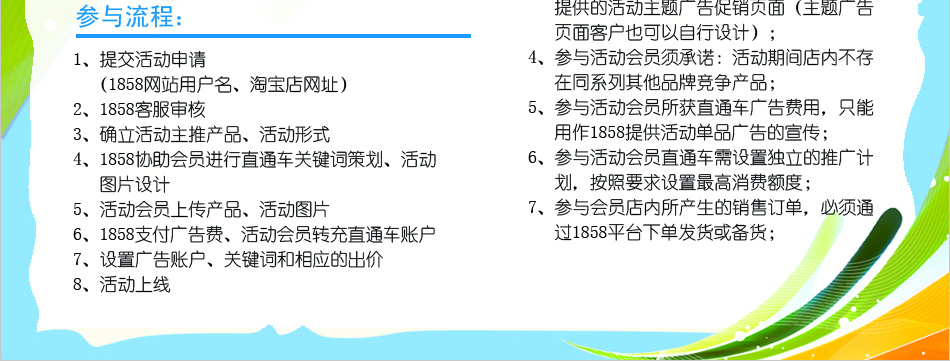 参与流程：
1、提交活动申请
（1858网站用户名、淘宝店网址）
2、1858客服审核
3、确立活动主推产品、活动形式
4、1858协助会员进行直通车关键词策划、活动
图片设计
5、活动会员上传产品、活动图片
6、1858支付广告费、活动会员转充直通车账户
7、设置广告账户、关键词和相应的出价
8、活动上线
提供的活动主题广告促销页面（主题广告
页面客户也可以自行设计）；
4、参与活动会员须承诺：活动期间店内不存
在同系列其他品牌竞争产品；
5、参与活动会员所获直通车广告费用，只能
用作1858提供活动单品广告的宣传；
6、参与活动会员直通车需设置独立的推广计
划，按照要求设置最高消费额度；
7、参与会员店内所产生的销售订单，必须通
过1858平台下单发货或备货；